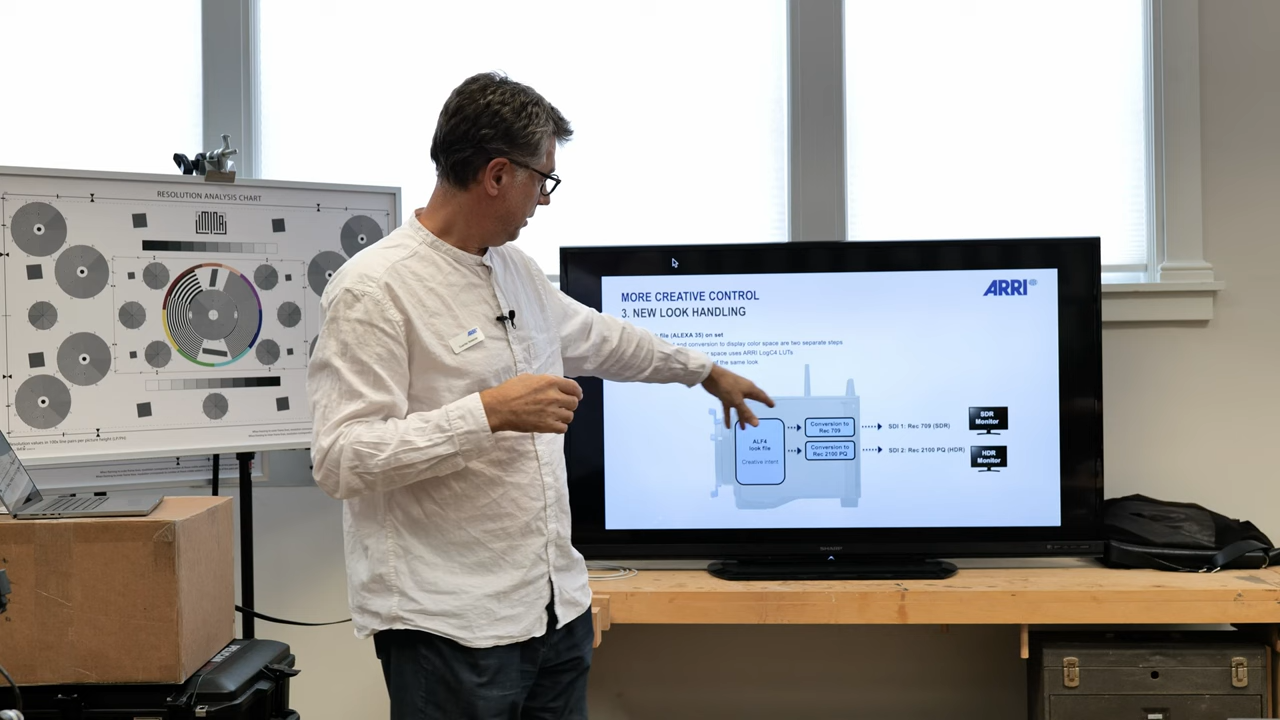 RESOLUTION ANALYSIS CHART
ARRI
MORE CREATIVE CONTROL
3. NEW LOOK HANDLING
file (ALEXA 35) on set
and conversion to display color space are two separate steps
space uses ARRI LogC4 LUTs
of the same look
ALF4
look file
Creative intent
Conversion to
Rec 709
Conversion to
Rec 2100 PQ
SDI 1: Rec 709 (SDR)
SDI 2: Rec 2100 PQ (HDR)
SDR
Monitor
HDR
Monitor
SHARP
ARRI